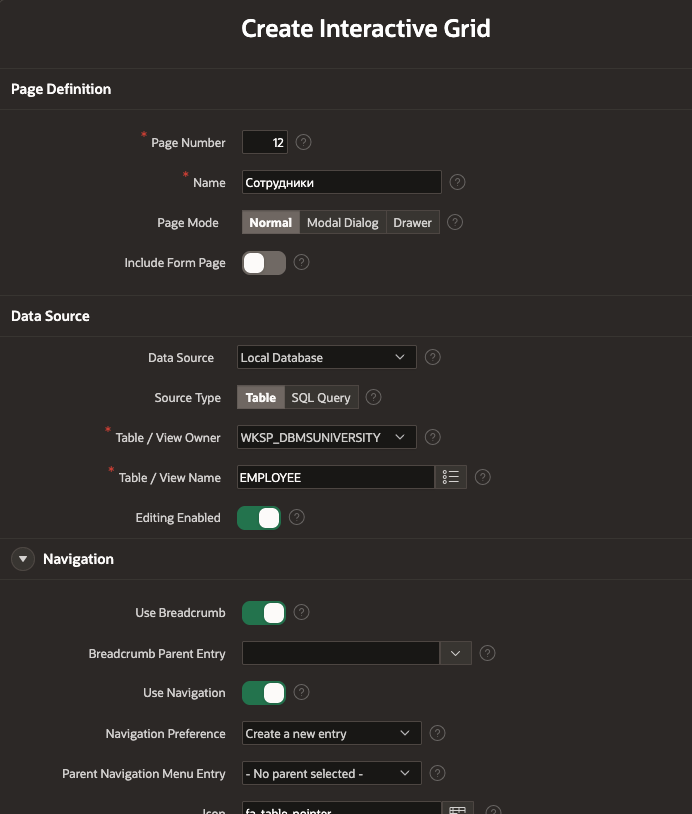 Create Interactive Grid
Page Definition
* Page Number 12 ?
* Name Сотрудники ?
Page Mode Normal Modal Dialog Drawer ?
Include Form Page ?
Data Source
Data Source Local Database ?
Source Type Table SQL Query ?
* Table / View Owner WKSP_DBMSUNIVERSITY ?
* Table / View Name EMPLOYEE ?
Editing Enabled ?
Navigation
Use Breadcrumb ?
Breadcrumb Parent Entry ?
Use Navigation ?
Navigation Preference Create a new entry ?
Parent Navigation Menu Entry - No parent selected - ?
Icon fa-table-pointer ?